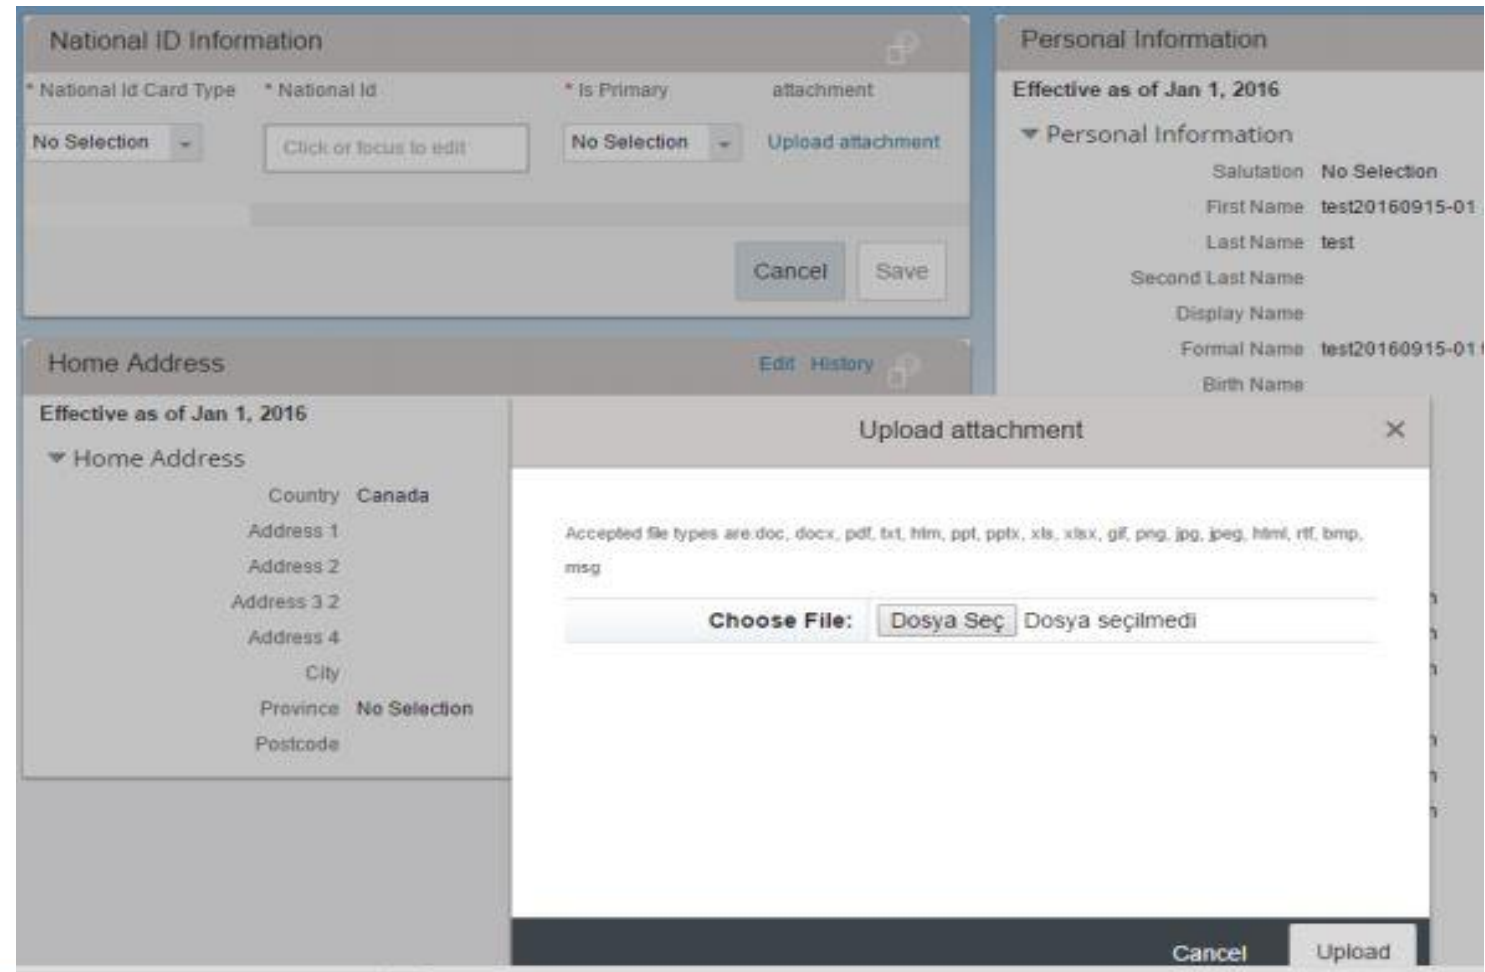 National ID Information
* National Id Card Type * National Id * Is Primary attachment
No Selection Click or focus to edit No Selection Upload attachment
Cancel Save
Home Address Edit History
Effective as of Jan 1, 2016
Home Address
Country Canada
Address 1
Address 2
Address 3 2
Address 4
City
Province No Selection
Postcode
Personal Information
Effective as of Jan 1, 2016
Personal Information
Salutation No Selection
First Name test20160915-01
Last Name test
Second Last Name
Display Name
Formal Name test20160915-01 t
Birth Name
Upload attachment ×
Accepted file types are:doc, docx, pdf, txt, htm, ppt, pptx, xls, xlsx, gif, png, jpg, jpeg, html, rtf, bmp,
msg
Choose File: Dosya Seç Dosya seçilmedi
Cancel Upload